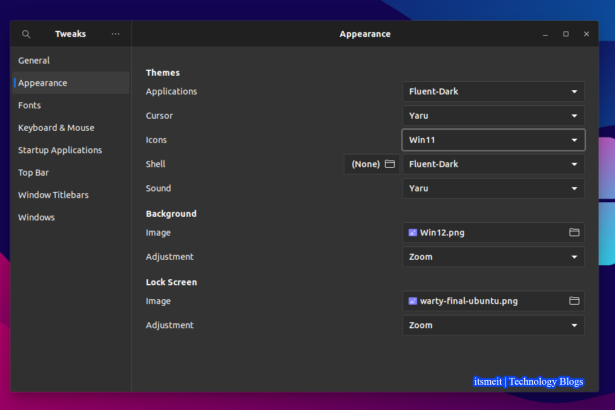 Tweaks
Appearance
General
Appearance
Fonts
Keyboard & Mouse
Startup Applications
Top Bar
Window Titlebars
Windows
Themes
Applications Fluent-Dark
Cursor Yaru
Icons Win11
Shell (None) Fluent-Dark
Sound Yaru
Background
Image Win12.png
Adjustment Zoom
Lock Screen
Image warty-final-ubuntu.png
Adjustment Zoom
itsmeit | Technology Blogs